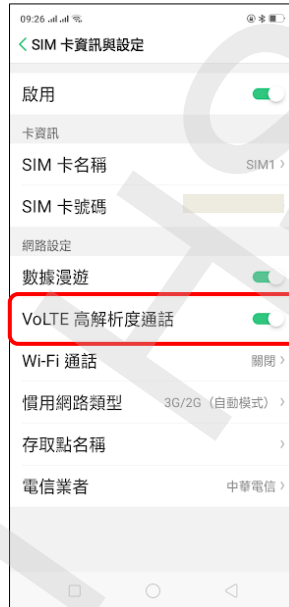 09:26
SIM 卡資訊與設定
啟用
卡資訊
SIM 卡名稱 SIM1
SIM 卡號碼
網路設定
數據漫遊
VoLTE 高解析度通話
Wi-Fi 通話 關閉
慣用網路類型 3G/2G（自動模式）
存取點名稱
電信業者 中華電信